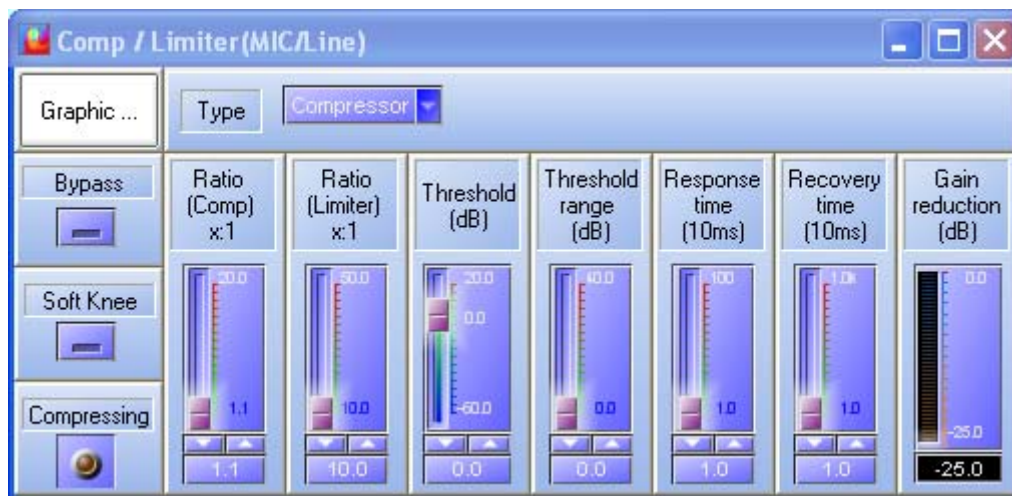 Comp / Limiter(MIC/Line)
Graphic ...
Type
Compressor
Bypass
Soft Knee
Compressing
Ratio
(Comp)
x:1
20.0
1.1
1.1
Ratio
(Limiter)
x:1
50.0
10.0
10.0
Threshold
(dB)
20.0
0.0
-60.0
0.0
Threshold
range
(dB)
40.0
0.0
0.0
Response
time
(10ms)
100
1.0
1.0
Recovery
time
(10ms)
1.0k
1.0
1.0
Gain
reduction
(dB)
0.0
-25.0
-25.0